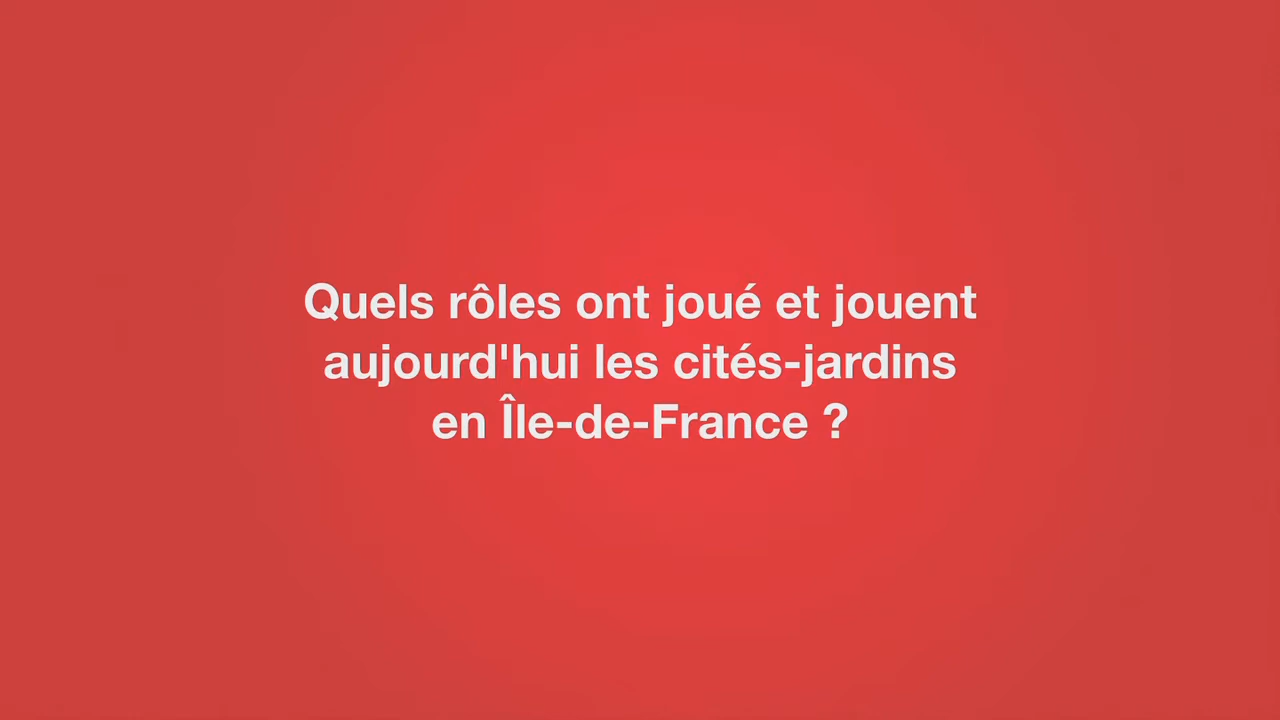 Quels rôles ont joué et jouent
aujourd'hui les cités-jardins
en Île-de-France ?